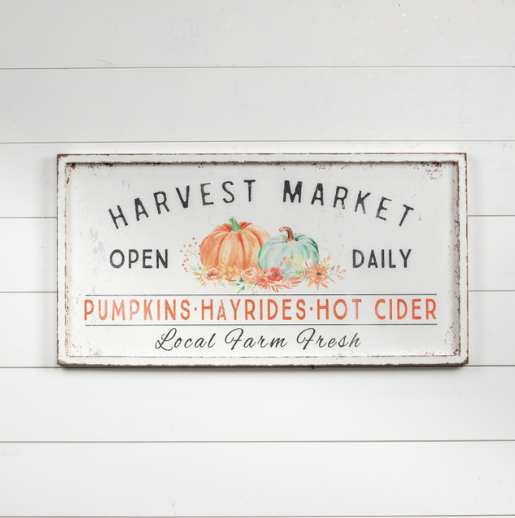 HARVEST MARKET
OPEN DAILY
PUMPKINS·HAYRIDES·HOT CIDER
Local Farm Fresh